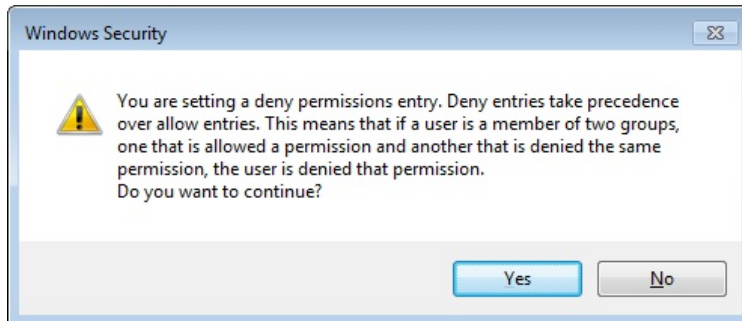 Windows Security
You are setting a deny permissions entry. Deny entries take precedence
over allow entries. This means that if a user is a member of two groups,
one that is allowed a permission and another that is denied the same
permission, the user is denied that permission.
Do you want to continue?
Yes
No